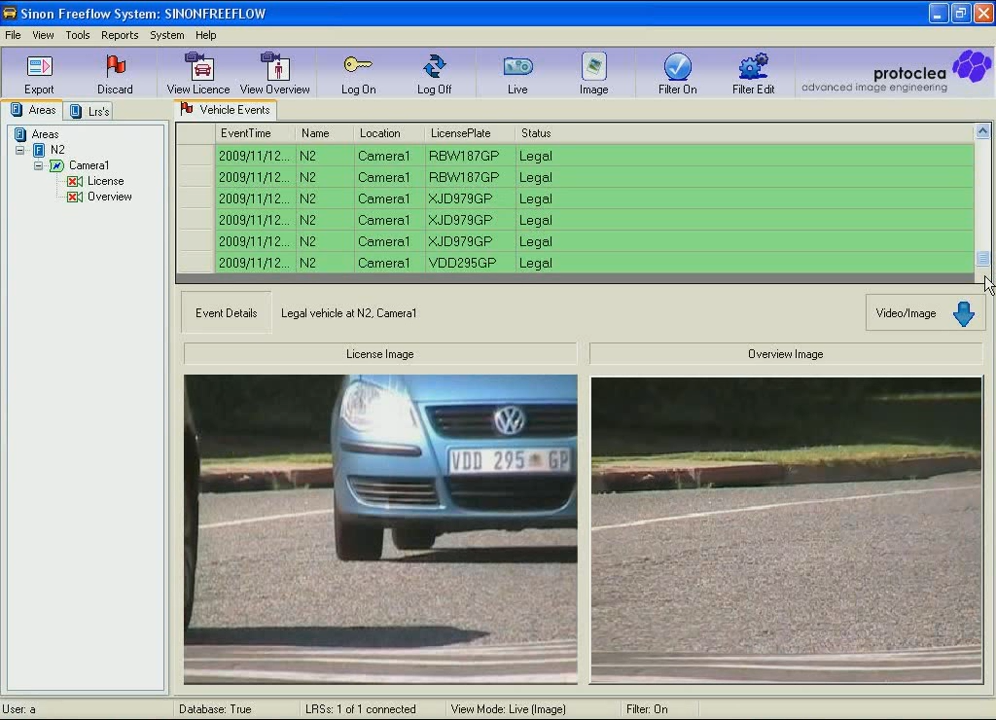 Sinon Freeflow System: SINONFREEFLOW
File View Tools Reports System Help
Export Discard View Licence View Overview Log On Log Off Live Image Filter On Filter Edit
protoclea
advanced image engineering
Areas Lrs's Vehicle Events
Areas
N2
Camera1
License
Overview
EventTime Name Location LicensePlate Status
2009/11/12... N2 Camera1 RBW187GP Legal
2009/11/12... N2 Camera1 RBW187GP Legal
2009/11/12... N2 Camera1 XJD979GP Legal
2009/11/12... N2 Camera1 XJD979GP Legal
2009/11/12... N2 Camera1 XJD979GP Legal
2009/11/12... N2 Camera1 VDD295GP Legal
Event Details Legal vehicle at N2, Camera1 Video/Image
License Image Overview Image
VDD 295 GP
User: a Database: True LRSs: 1 of 1 connected View Mode: Live (Image) Filter: On